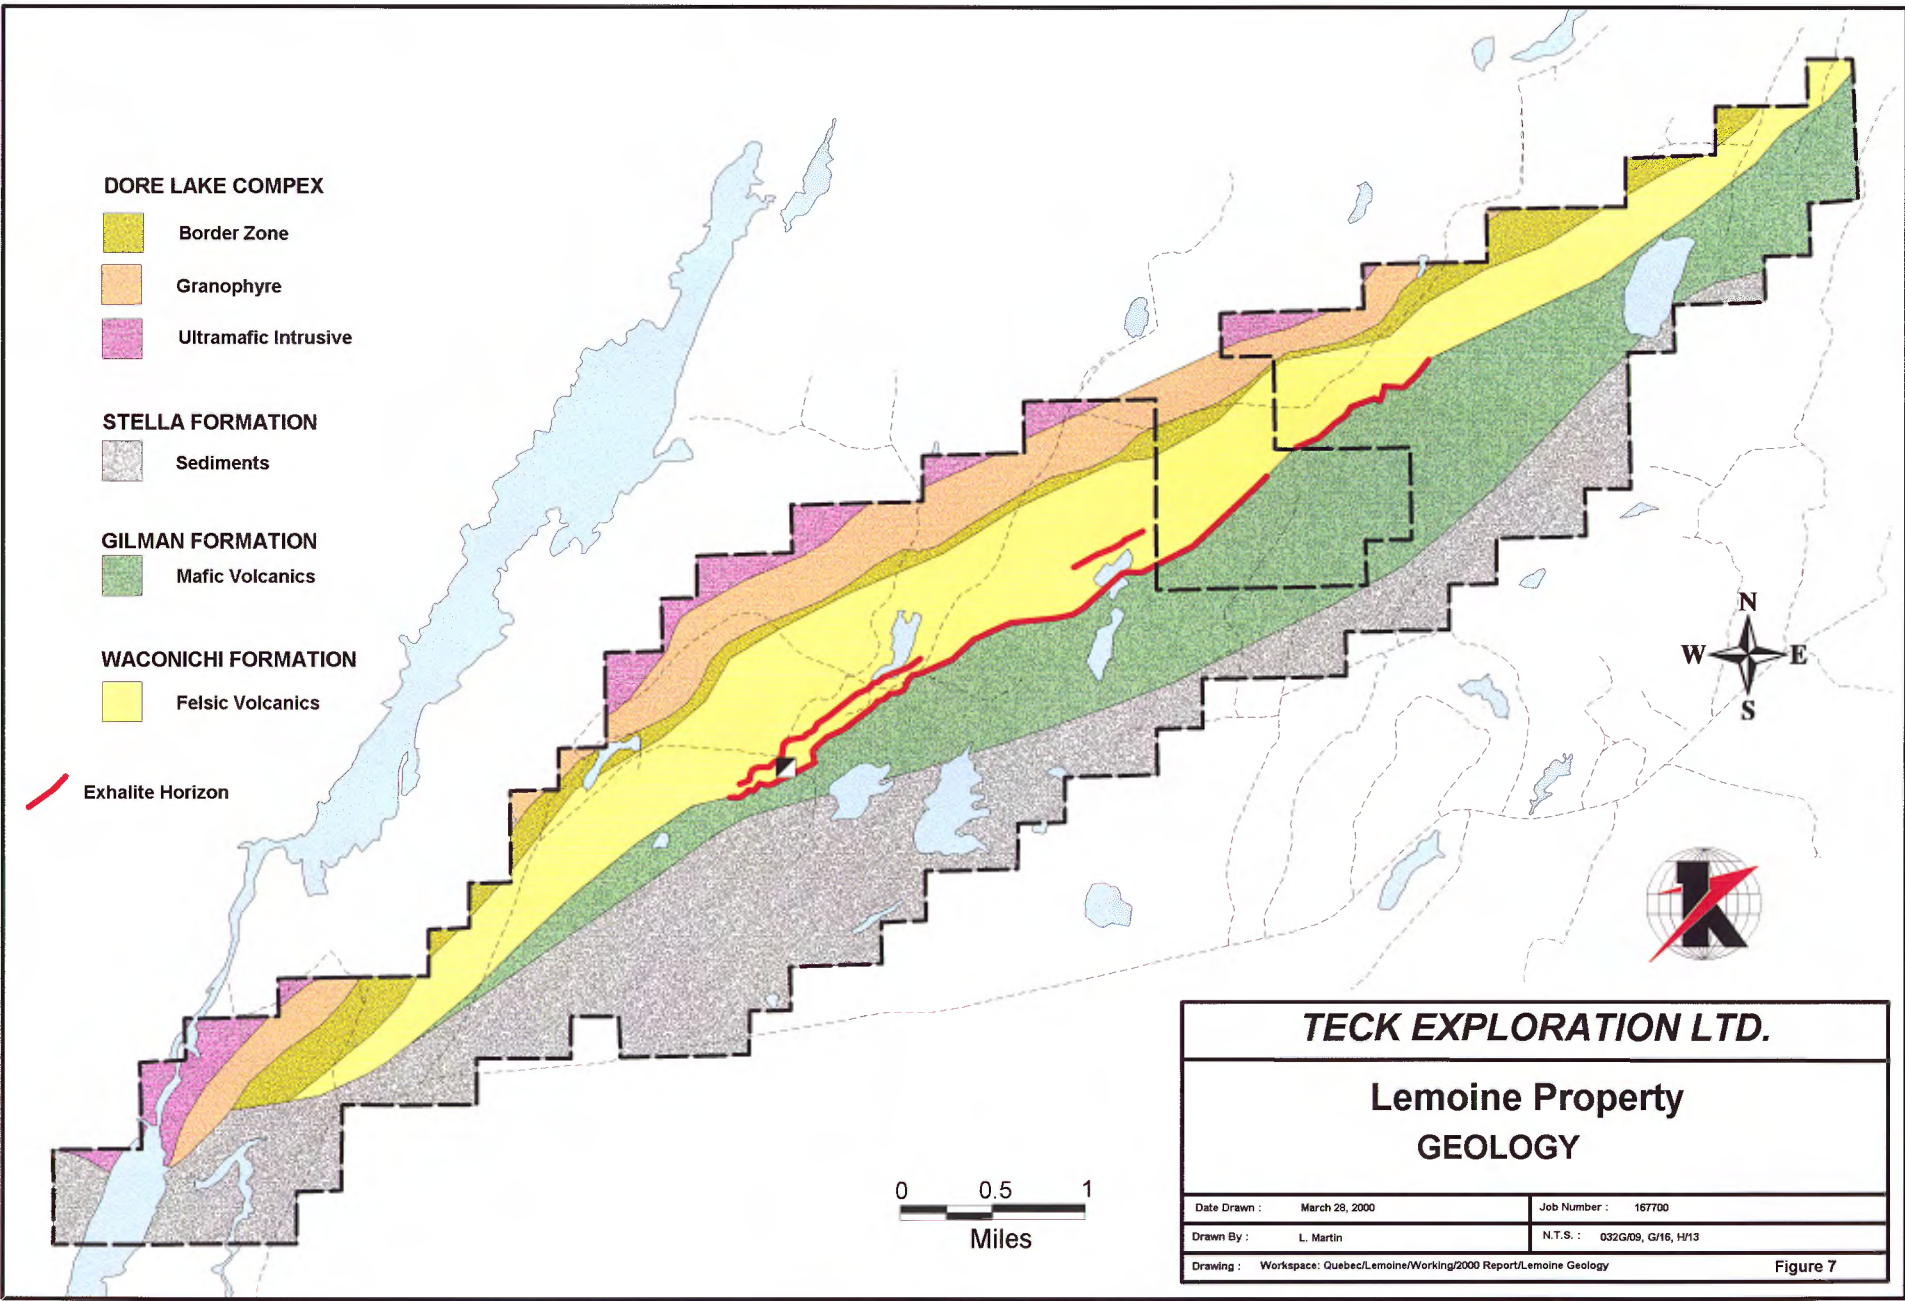 DORE LAKE COMPEX
Border Zone
Granophyre
Ultramafic Intrusive
STELLA FORMATION
Sediments
GILMAN FORMATION
Mafic Volcanics
WACONICHI FORMATION
Felsic Volcanics
Exhalite Horizon
N
W E
S
0 0.5 1
Miles
TECK EXPLORATION LTD.
Lemoine Property
GEOLOGY
Date Drawn : March 28, 2000
Job Number : 167700
Drawn By : L. Martin
N.T.S. : 032G/09, G/16, H/13
Drawing : Workspace: Quebec/Lemoine/Working/2000 Report/Lemoine Geology
Figure 7